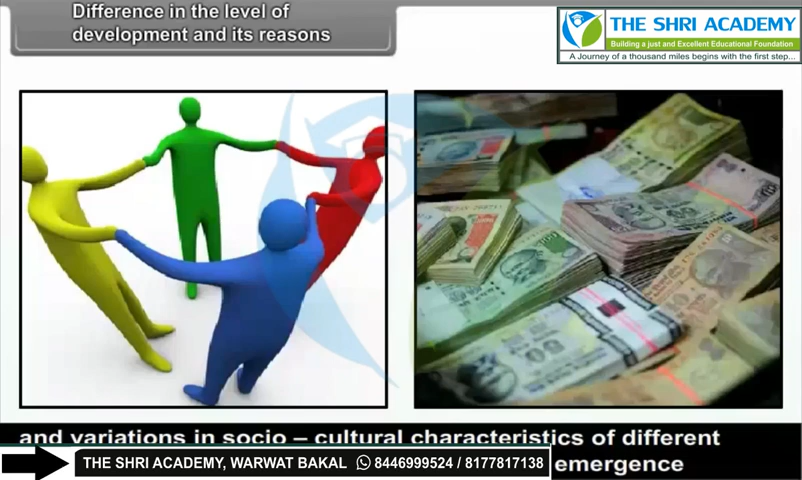 Difference in the level of
development and its reasons
THE SHRI ACADEMY
Building a just and Excellent Educational Foundation
A Journey of a thousand miles begins with the first step...
and variations in socio – cultural characteristics of different
emergence
THE SHRI ACADEMY, WARWAT BAKAL 8446999524 / 8177817138